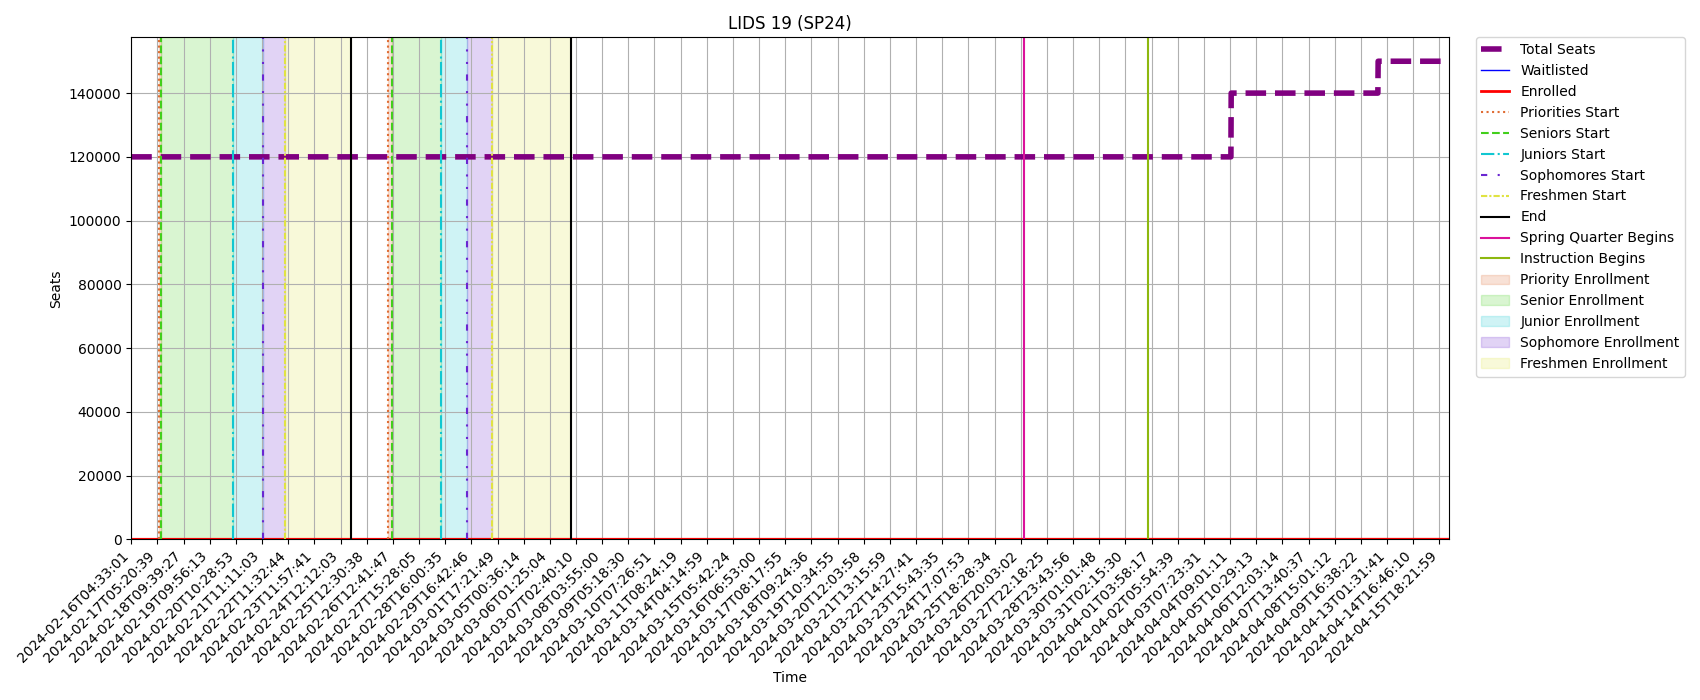 LIDS 19 (SP24)
Seats
140000
120000
100000
80000
60000
40000
20000
0
2024-02-16T04:33:01
2024-02-17T05:20:39
2024-02-18T09:39:27
2024-02-19T09:56:13
2024-02-20T10:28:53
2024-02-21T11:11:03
2024-02-22T11:32:44
2024-02-23T11:57:41
2024-02-24T12:12:03
2024-02-25T12:30:38
2024-02-26T12:41:47
2024-02-27T15:28:05
2024-02-28T16:00:35
2024-02-29T16:42:46
2024-03-01T17:21:49
2024-03-05T00:36:14
2024-03-06T01:25:04
2024-03-07T02:40:10
2024-03-08T03:55:00
2024-03-09T05:18:30
2024-03-10T07:26:51
2024-03-11T08:24:19
2024-03-14T04:14:59
2024-03-15T05:42:24
2024-03-16T06:53:00
2024-03-17T08:17:55
2024-03-18T09:24:36
2024-03-19T10:34:55
2024-03-20T12:03:58
2024-03-21T13:15:59
2024-03-22T14:27:41
2024-03-23T15:43:35
2024-03-24T17:07:53
2024-03-25T18:28:34
2024-03-26T20:03:02
2024-03-27T22:18:25
2024-03-28T23:43:56
2024-03-30T01:01:48
2024-03-31T02:15:30
2024-04-01T03:58:17
2024-04-02T05:54:39
2024-04-03T07:23:31
2024-04-04T09:01:11
2024-04-05T10:29:13
2024-04-06T12:03:14
2024-04-07T13:40:37
2024-04-08T15:01:12
2024-04-09T16:38:22
2024-04-13T01:31:41
2024-04-14T16:46:10
2024-04-15T18:21:59
Time
Total Seats
Waitlisted
Enrolled
Priorities Start
Seniors Start
Juniors Start
Sophomores Start
Freshmen Start
End
Spring Quarter Begins
Instruction Begins
Priority Enrollment
Senior Enrollment
Junior Enrollment
Sophomore Enrollment
Freshmen Enrollment